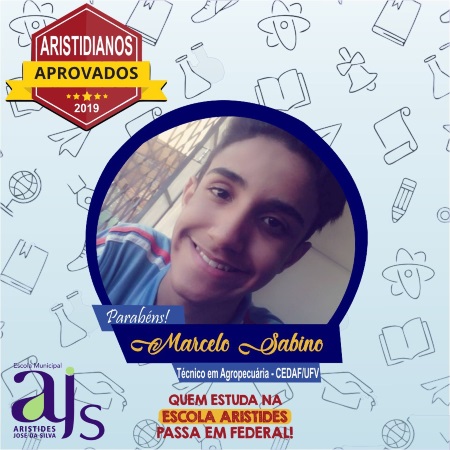 ARISTIDIANOS
APROVADOS
2019
Parabéns!
Marcelo Sabino
Técnico em Agropecuária - CEDAF/UFV
Escola Municipal
ajs
ARISTIDES
JOSÉ DA SILVA
QUEM ESTUDA NA
ESCOLA ARISTIDES
PASSA EM FEDERAL!